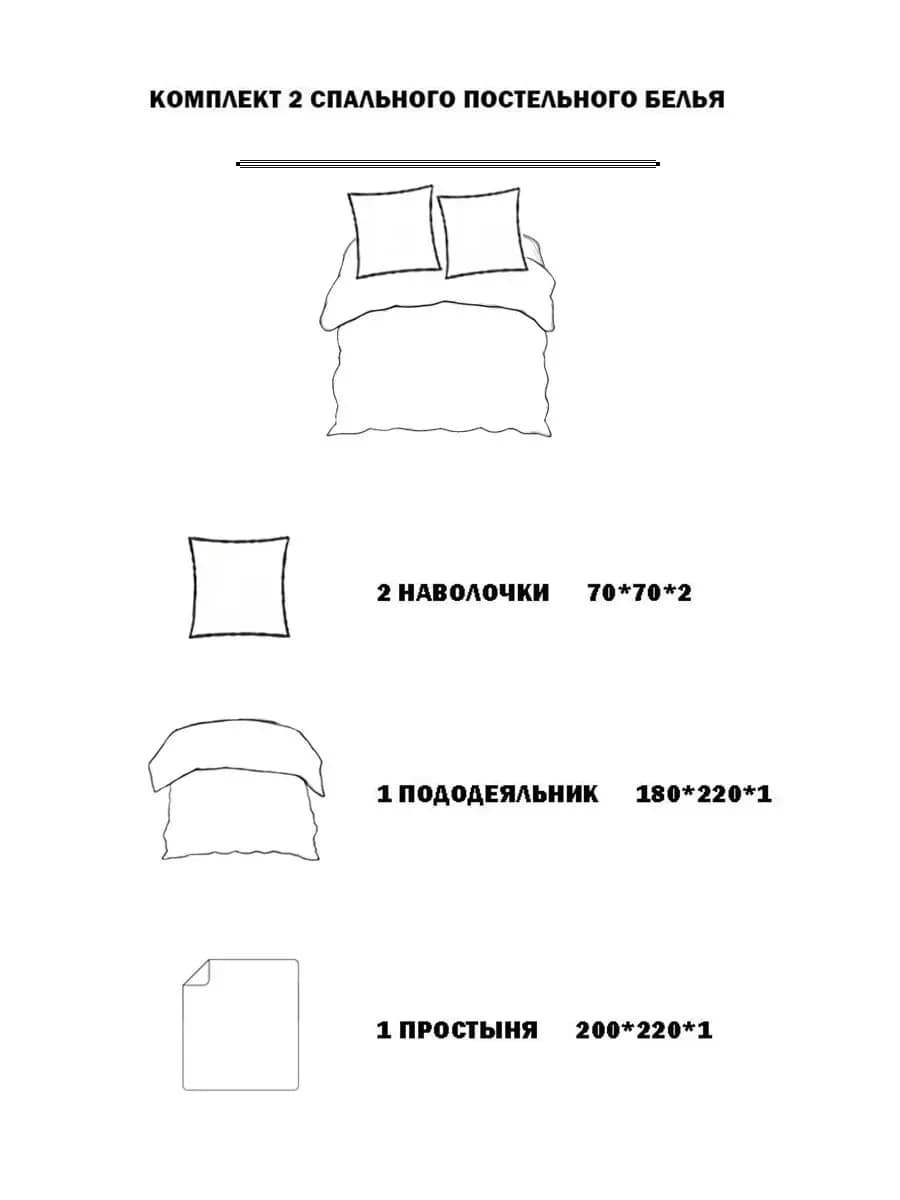 КОМПЛЕКТ 2 СПАЛЬНОГО ПОСТЕЛЬНОГО БЕЛЬЯ
2 НАВОЛОЧКИ 70*70*2
1 ПОДОДЕЯЛЬНИК 180*220*1
1 ПРОСТЫНЯ 200*220*1